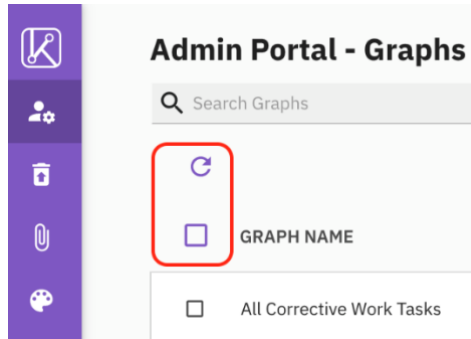 Admin Portal - Graphs
Search Graphs
GRAPH NAME
All Corrective Work Tasks